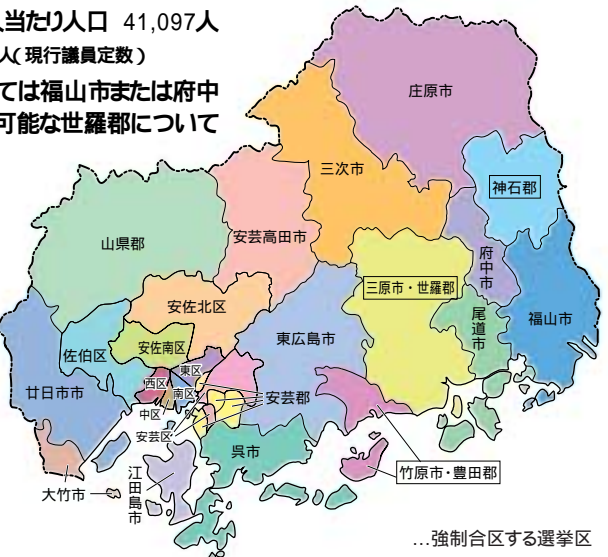 人当たり人口 41,097人
人(現行議員定数)
ては福山市または府中
可能な世羅郡について
庄原市
三次市
神石郡
山県郡
安芸高田市
府中市
三原市・世羅郡
安佐北区
尾道市
福山市
東広島市
佐伯区
安佐南区
廿日市市
東区
西区
南区
中区
安芸郡
安芸区
呉市
竹原市・豊田郡
大竹市
江田島市
…強制合区する選挙区